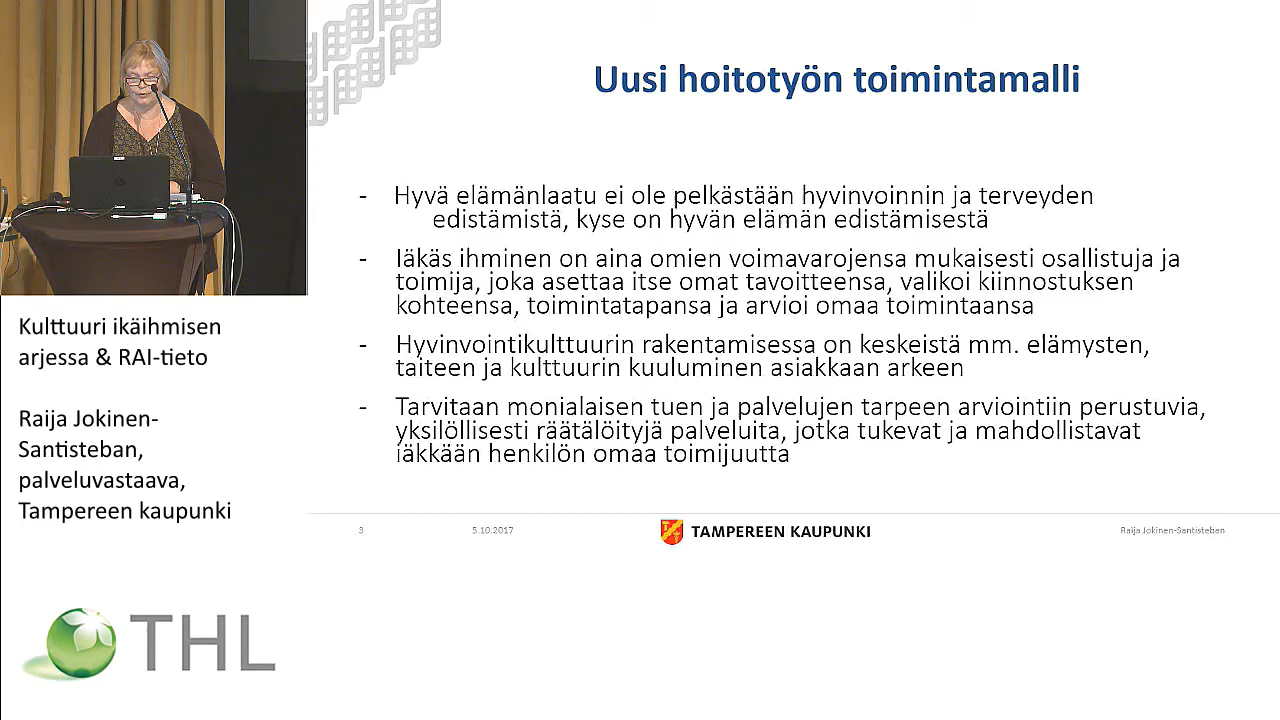 Uusi hoitotyön toimintamalli
- Hyvä elämänlaatu ei ole pelkästään hyvinvoinnin ja terveyden
edistämistä, kyse on hyvän elämän edistämisestä
- Iäkäs ihminen on aina omien voimavarojensa mukaisesti osallistuja ja
toimija, joka asettaa itse omat tavoitteensa, valikoi kiinnostuksen
kohteensa, toimintatapansa ja arvioi omaa toimintaansa
- Hyvinvointikulttuurin rakentamisessa on keskeistä mm. elämysten,
taiteen ja kulttuurin kuuluminen asiakkaan arkeen
- Tarvitaan monialaisen tuen ja palvelujen tarpeen arviointiin perustuvia,
yksilöllisesti räätälöityjä palveluita, jotka tukevat ja mahdollistavat
iäkkään henkilön omaa toimijuutta
3
5.10.2017
TAMPEREEN KAUPUNKI
Raija Jokinen-Santisteban
Kulttuuri ikäihmisen
arjessa & RAI-tieto
Raija Jokinen-
Santisteban,
palveluvastaava,
Tampereen kaupunki
THL